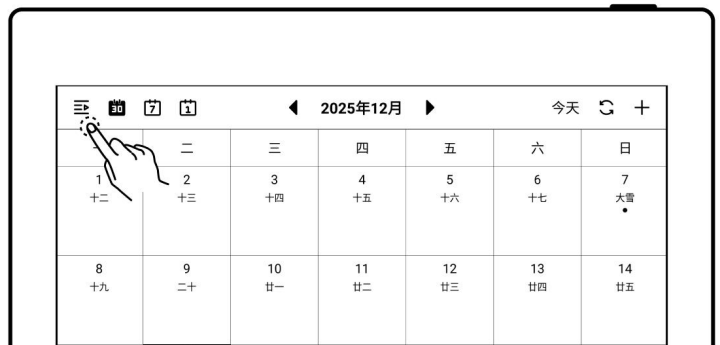 30 7 1 2025年12月 今天
二 三 四 五 六 日
1 2 3 4 5 6 7
十二 十三 十四 十五 十六 十七 大雪
8 9 10 11 12 13 14
十九 二十 廿一 廿二 廿三 廿四 廿五